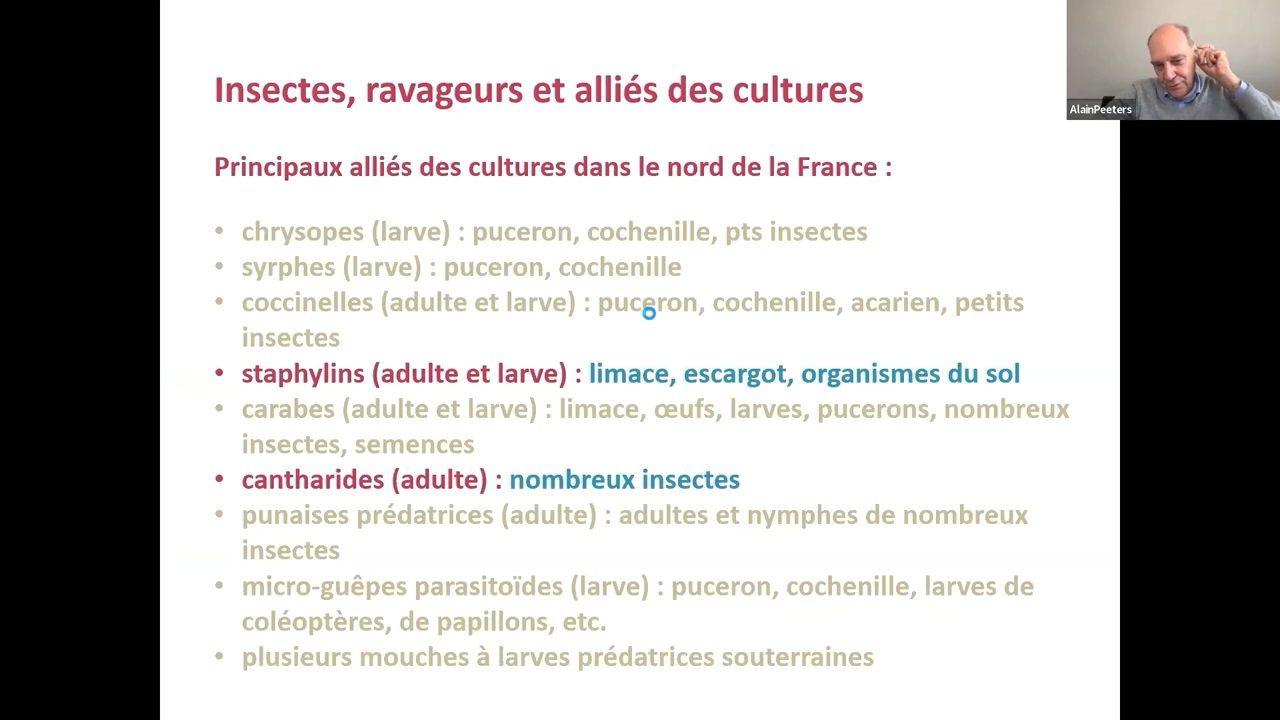 Insectes, ravageurs et alliés des cultures
AlainPeeters
Principaux alliés des cultures dans le nord de la France :
• chrysopes (larve) : puceron, cochenille, pts insectes
• syrphes (larve) : puceron, cochenille
• coccinelles (adulte et larve) : puceron, cochenille, acarien, petits
insectes
• staphylins (adulte et larve) : limace, escargot, organismes du sol
• carabes (adulte et larve) : limace, œufs, larves, pucerons, nombreux
insectes, semences
• cantharides (adulte) : nombreux insectes
• punaises prédatrices (adulte) : adultes et nymphes de nombreux
insectes
• micro-guêpes parasitoïdes (larve) : puceron, cochenille, larves de
coléoptères, de papillons, etc.
• plusieurs mouches à larves prédatrices souterraines